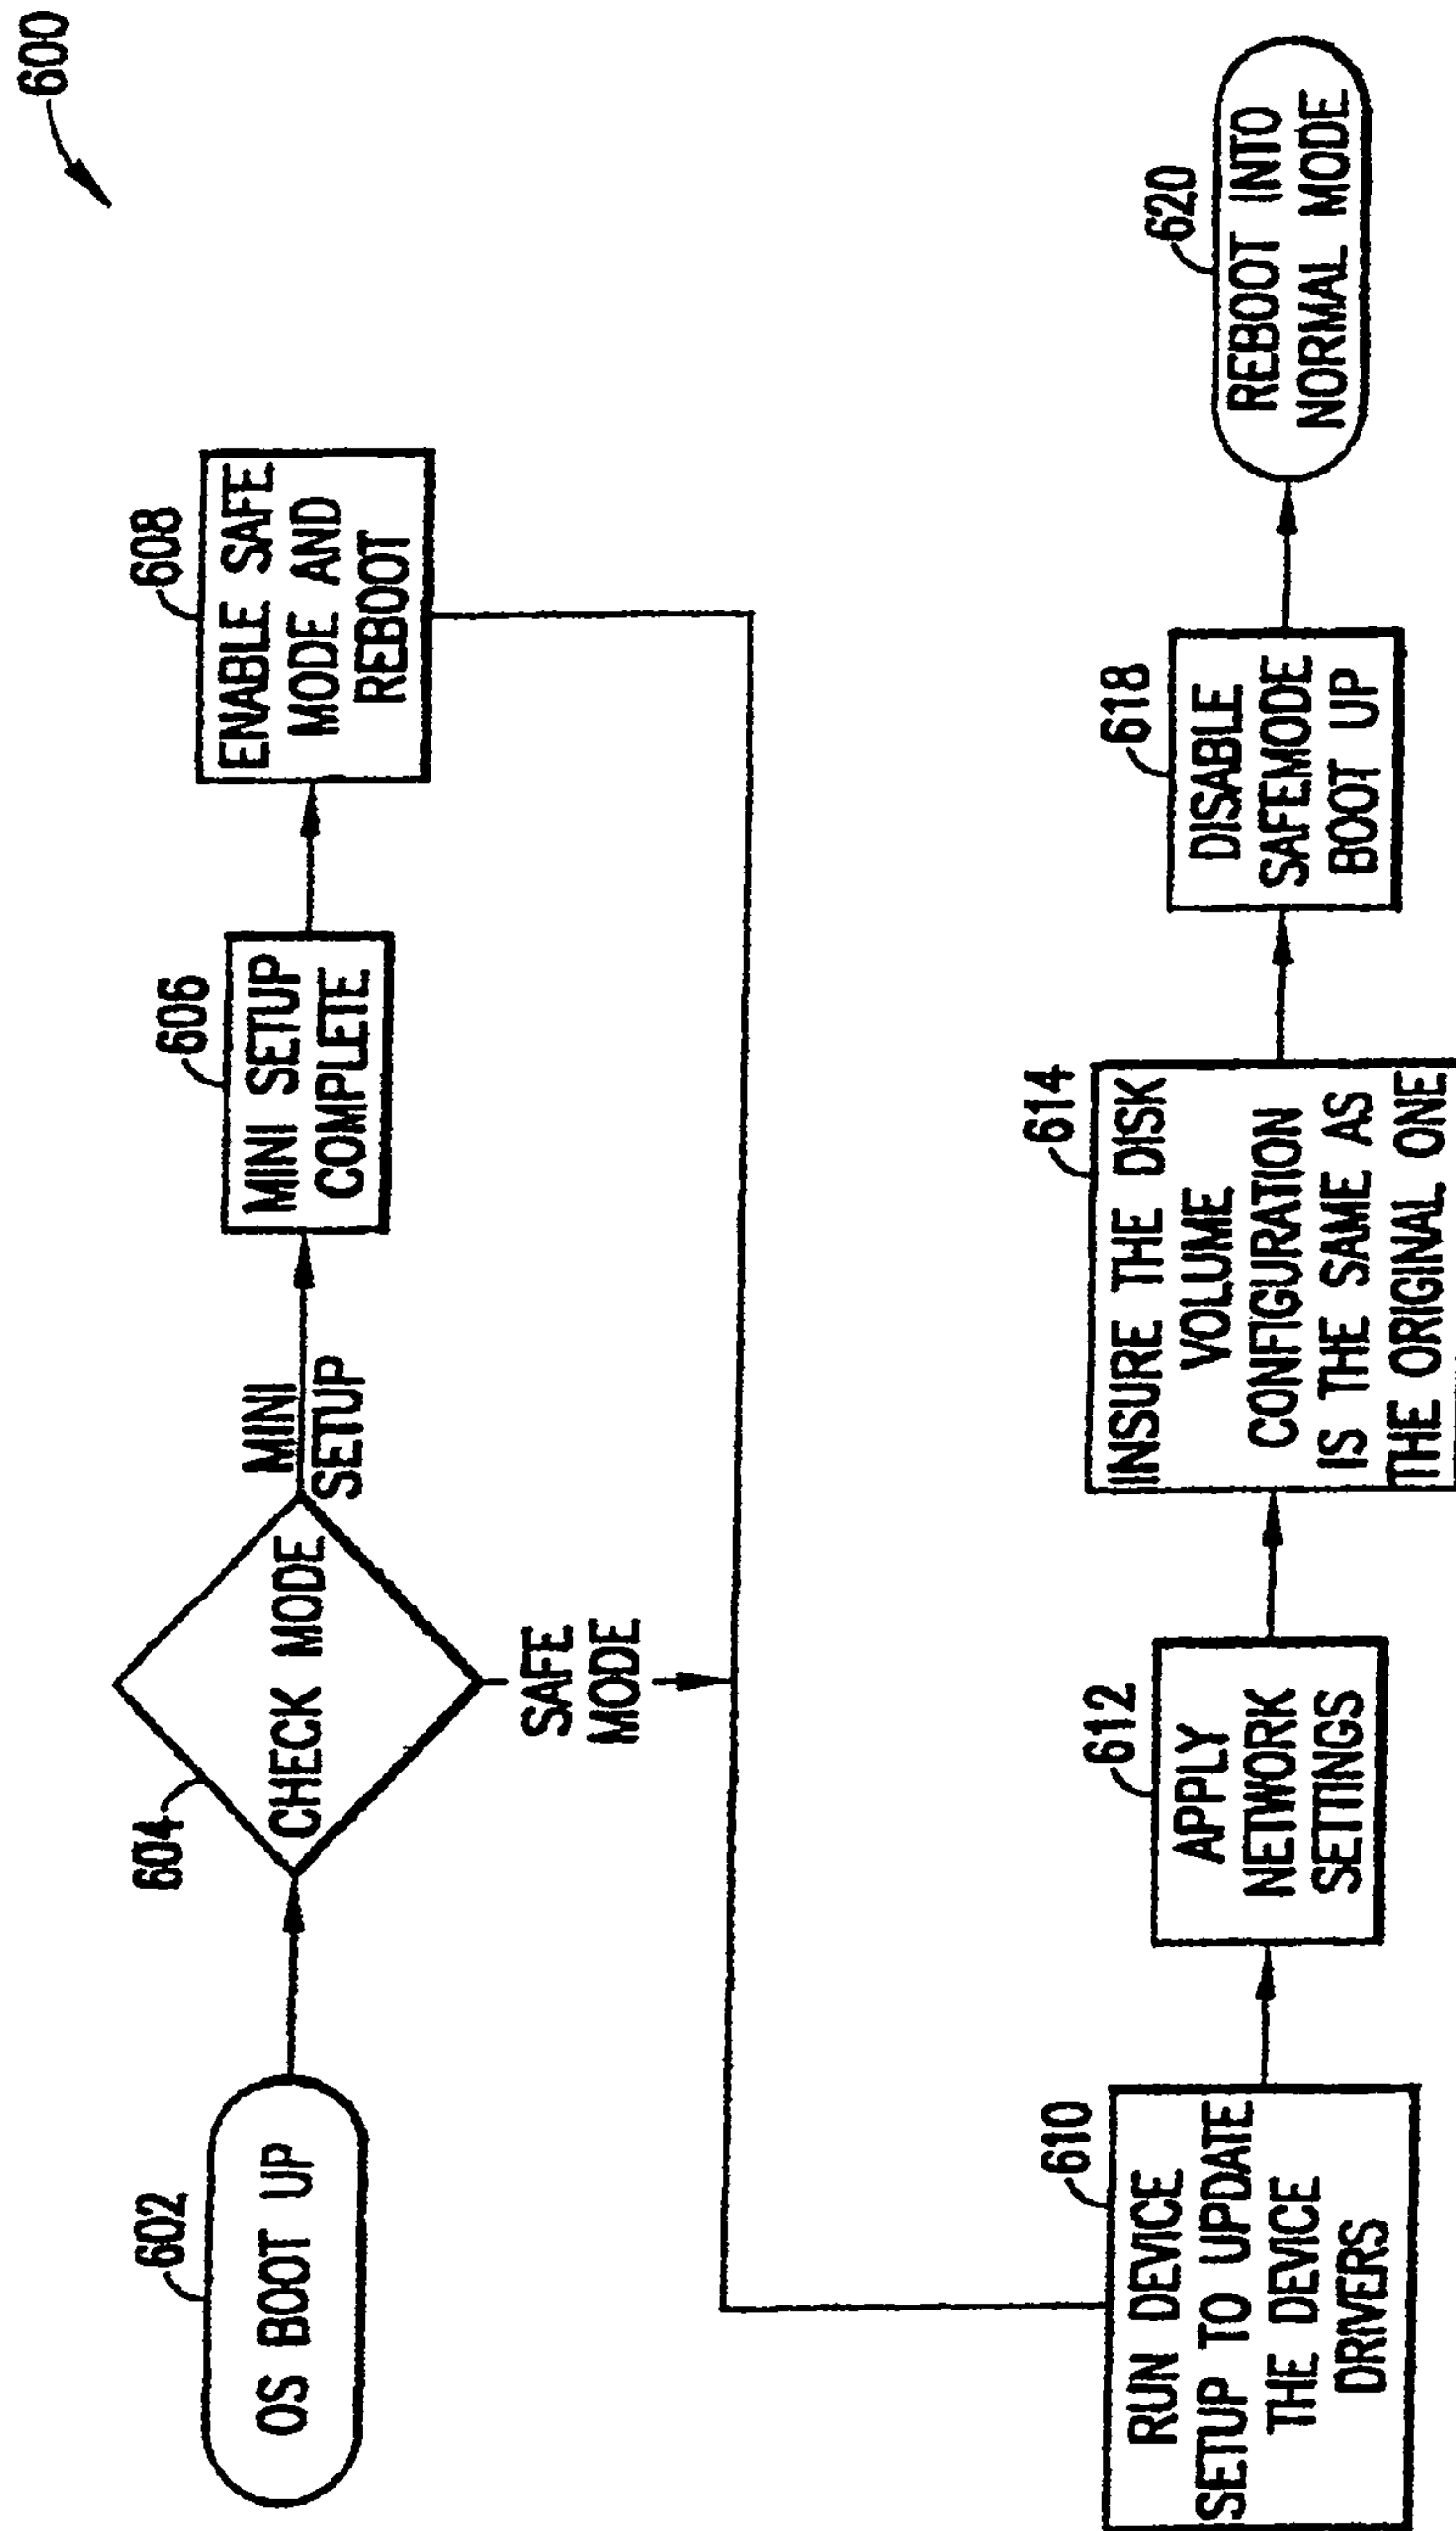 600
602
OS BOOT UP
604
CHECK MODE
MINI
SETUP
SAFE
MODE
606
MINI SETUP
COMPLETE
608
ENABLE SAFE
MODE AND
REBOOT
610
RUN DEVICE
SETUP TO UPDATE
THE DEVICE
DRIVERS
612
APPLY
NETWORK
SETTINGS
614
INSURE THE DISK
VOLUME
CONFIGURATION
IS THE SAME AS
THE ORIGINAL ONE
618
DISABLE
SAFEMODE
BOOT UP
620
REBOOT INTO
NORMAL MODE